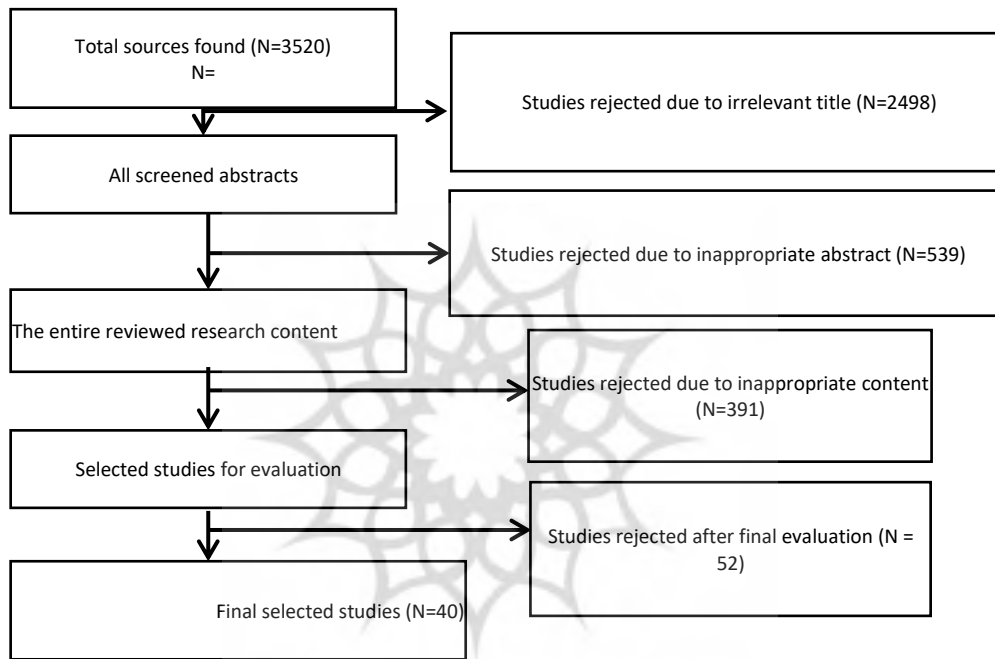 Total sources found (N=3520)
N=
Studies rejected due to irrelevant title (N=2498)
All screened abstracts
Studies rejected due to inappropriate abstract (N=539)
The entire reviewed research content
Studies rejected due to inappropriate content
(N=391)
Selected studies for evaluation
Studies rejected after final evaluation (N =
52)
Final selected studies (N=40)